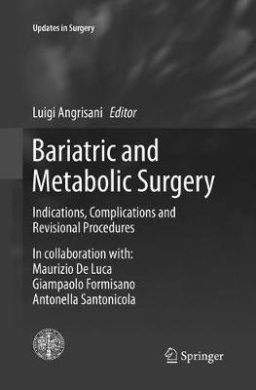 Updates in Surgery
Luigi Angrisani Editor
Bariatric and
Metabolic Surgery
Indications, Complications and
Revisional Procedures
In collaboration with:
Maurizio De Luca
Giampaolo Formisano
Antonella Santonicola
Springer